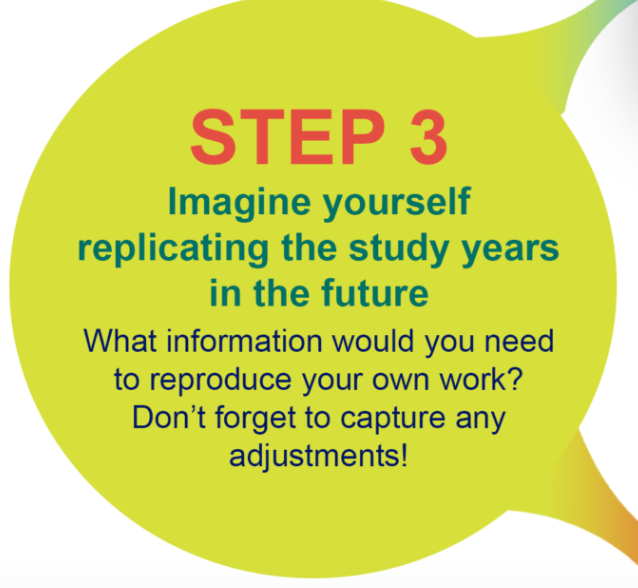 STEP 3
Imagine yourself
replicating the study years
in the future
What information would you need
to reproduce your own work?
Don’t forget to capture any
adjustments!